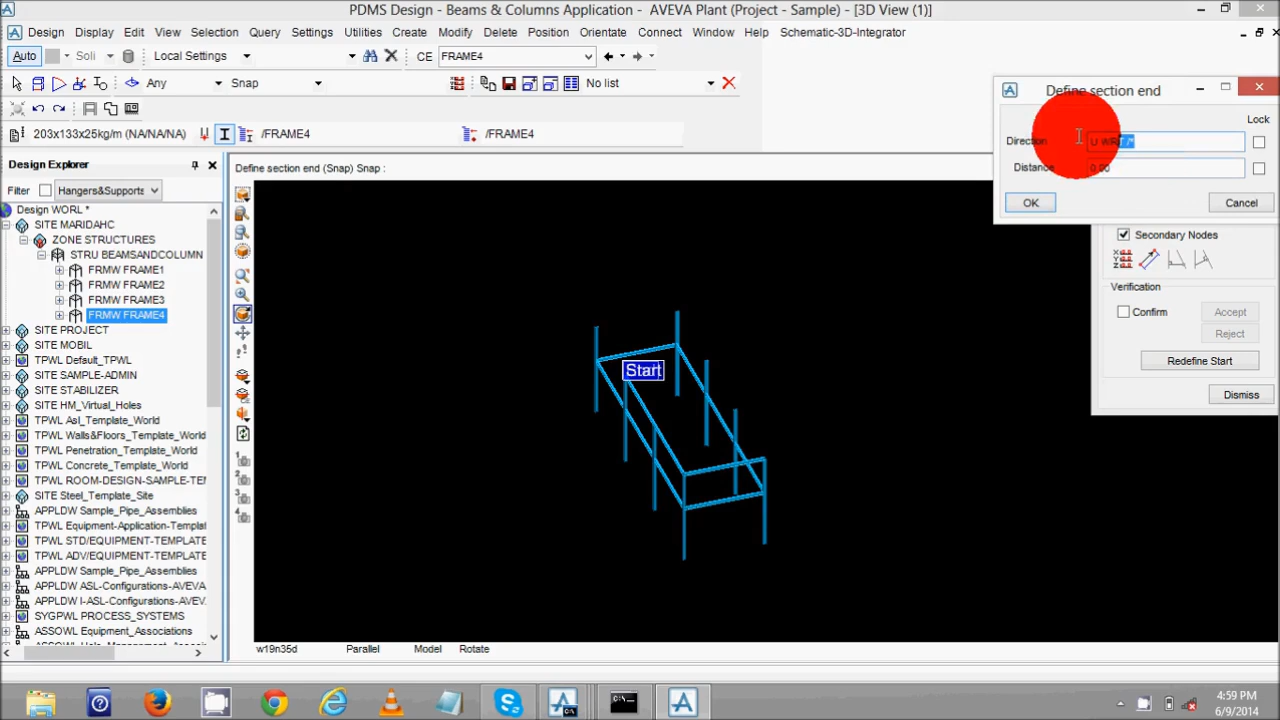 PDMS Design - Beams & Columns Application - AVEVA Plant (Project - Sample) - [3D View (1)]
Design Display Edit View Selection Query Settings Utilities Create Modify Delete Position Orientate Connect Window Help Schematic-3D-Integrator
Auto Soli Local Settings CE FRAME4
Any Snap No list
203x133x25kg/m (NA/NA/NA) /FRAME4 /FRAME4
Define section end
Lock
Direction U WRT /*
Distance 0.00
OK Cancel
Secondary Nodes
Verification
Confirm Accept
Reject
Redefine Start
Dismiss
Design Explorer
Filter Hangers&Supports
Define section end (Snap) Snap :
Design WORL *
SITE MARIDAHC
ZONE STRUCTURES
STRU BEAMSANDCOLUMN
FRMW FRAME1
FRMW FRAME2
FRMW FRAME3
FRMW FRAME4
SITE PROJECT
SITE MOBIL
TPWL Default_TPWL
SITE SAMPLE-ADMIN
SITE STABILIZER
SITE HM_Virtual_Holes
TPWL Asl_Template_World
TPWL Walls&Floors_Template_World
TPWL Penetration_Template_World
TPWL Concrete_Template_World
TPWL ROOM-DESIGN-SAMPLE-TEM
SITE Steel_Template_Site
APPLDW Sample_Pipe_Assemblies
TPWL Equipment-Application-Templat
TPWL STD/EQUIPMENT-TEMPLATE
TPWL ADV/EQUIPMENT-TEMPLATE
APPLDW Sample_Pipe_Assemblies
APPLDW ASL-Configurations-AVEVA
APPLDW I-ASL-Configurations-AVEV
SYGPWL PROCESS_SYSTEMS
ASSOWL Equipment_Associations
Start
w19n35d Parallel Model Rotate
4:59 PM
6/9/2014